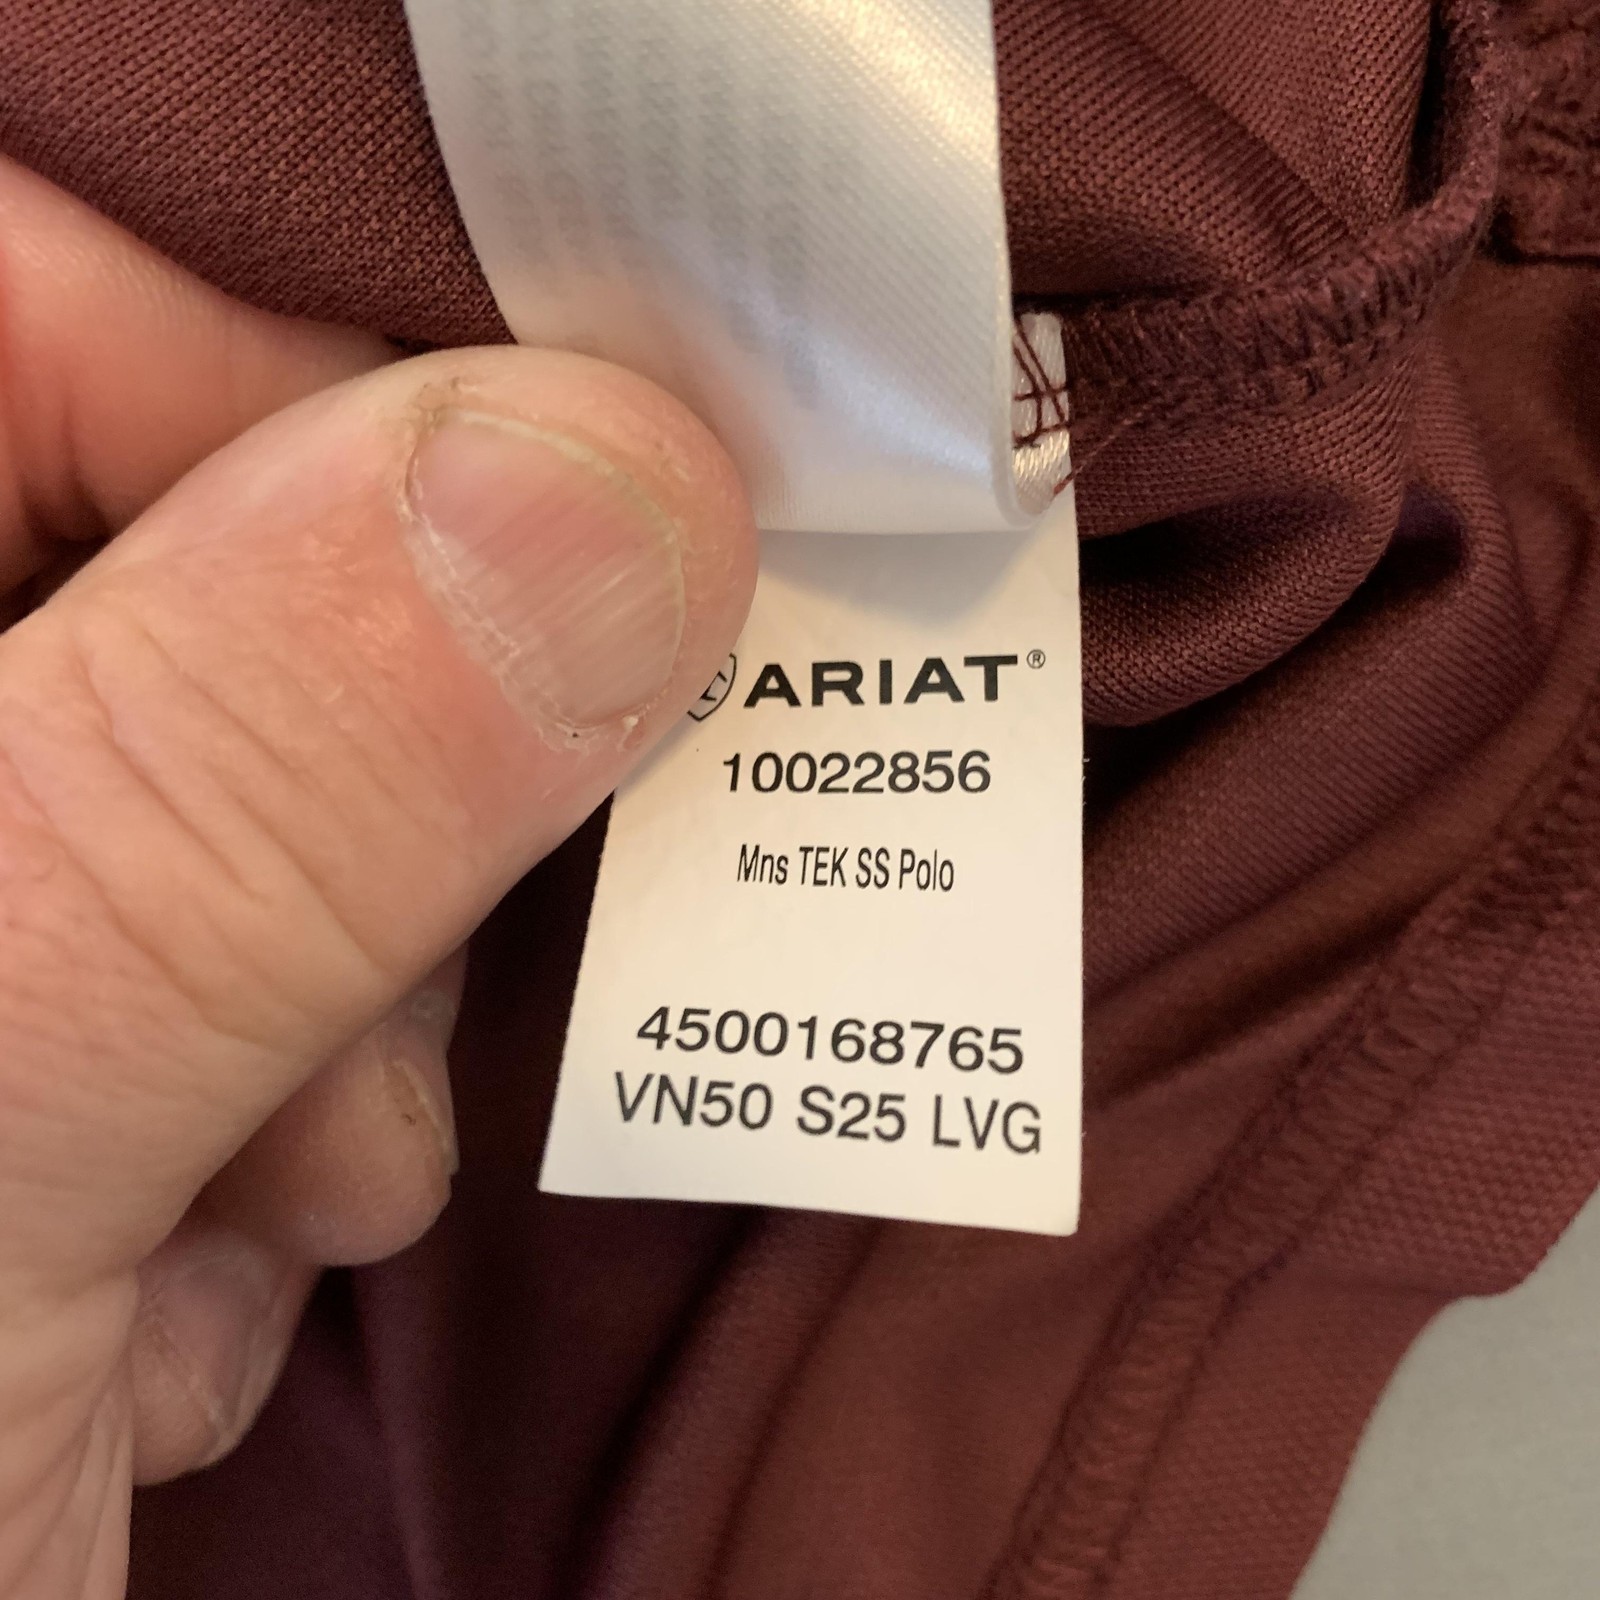 ARIAT®
10022856
Mns TEK SS Polo
4500168765
VN50 S25 LVG